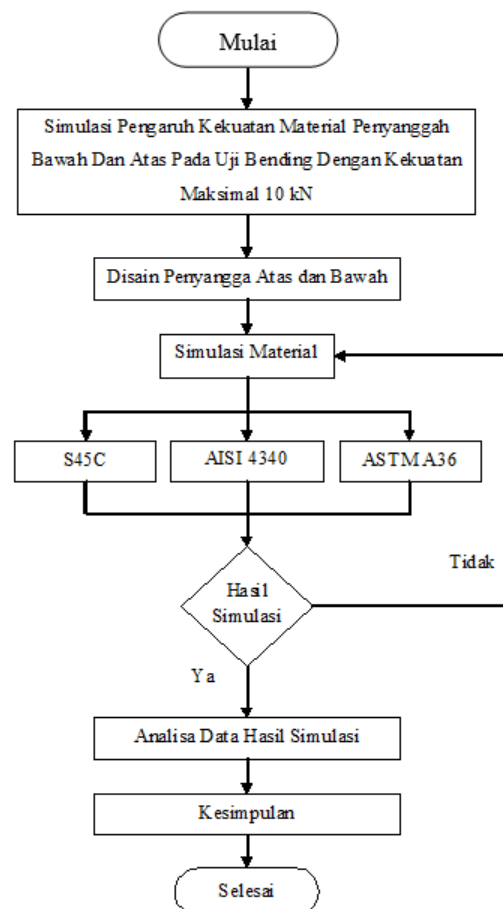 Mulai
Simulasi Pengaruh Kekuatan Material Penyanggah
Bawah Dan Atas Pada Uji Bending Dengan Kekuatan
Maksimal 10 kN
Disain Penyangga Atas dan Bawah
Simulasi Material
S45C
AISI 4340
ASTM A36
Tidak
Hasil
Simulasi
Ya
Analisa Data Hasil Simulasi
Kesimpulan
Selesai